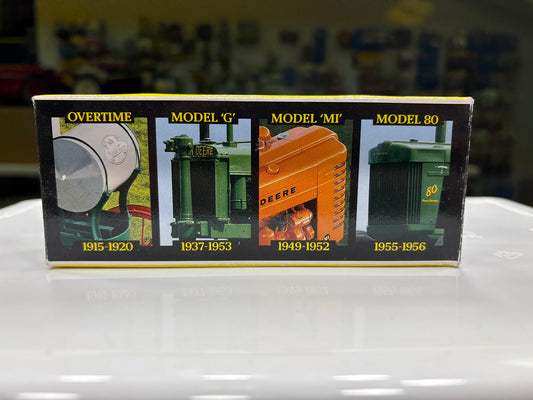 OVERTIME
MODEL 'G'
MODEL 'MI'
MODEL 80
DEERE
DEERE
80
1915-1920
1937-1953
1949-1952
1955-1956